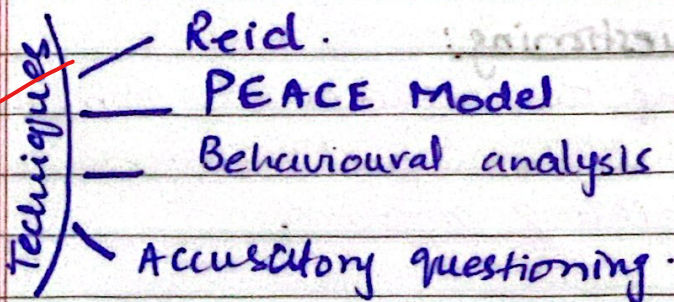 Techniques
Reid.
PEACE Model
Behavioural analysis
Accusatory questioning.